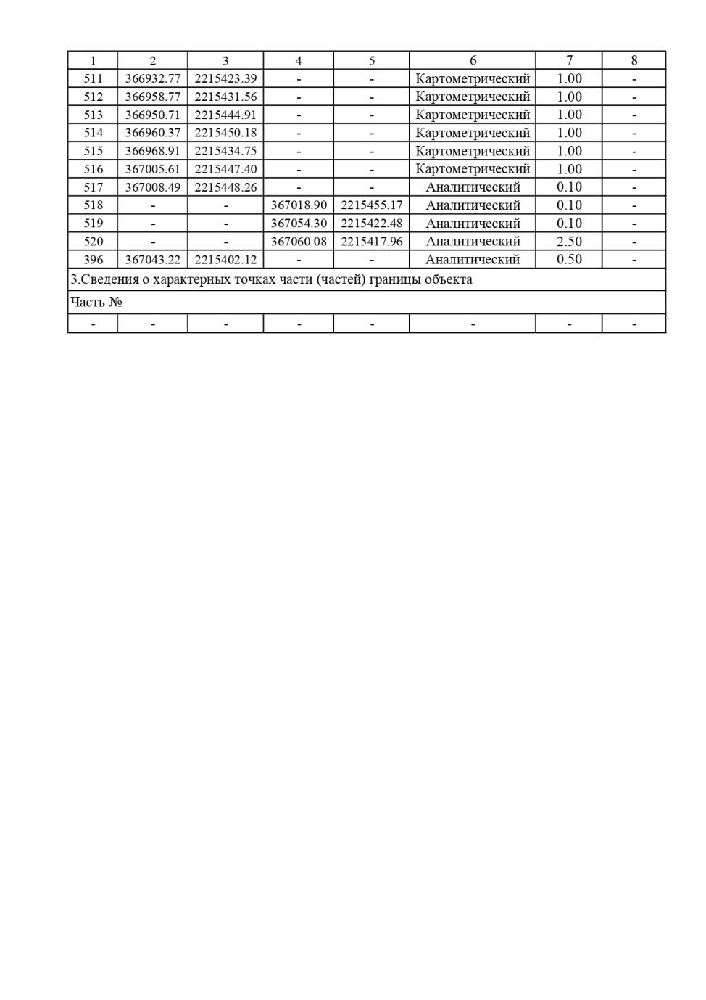 1 2 3 4 5 6 7 8
511 366932.77 2215423.39 - - Картометрический 1.00 -
512 366958.77 2215431.56 - - Картометрический 1.00 -
513 366950.71 2215444.91 - - Картометрический 1.00 -
514 366960.37 2215450.18 - - Картометрический 1.00 -
515 366968.91 2215434.75 - - Картометрический 1.00 -
516 367005.61 2215447.40 - - Картометрический 1.00 -
517 367008.49 2215448.26 - - Аналитический 0.10 -
518 - - 367018.90 2215455.17 Аналитический 0.10 -
519 - - 367054.30 2215422.48 Аналитический 0.10 -
520 - - 367060.08 2215417.96 Аналитический 2.50 -
396 367043.22 2215402.12 - - Аналитический 0.50 -
3.Сведения о характерных точках части (частей) границы объекта
Часть №
- - - - - - - -